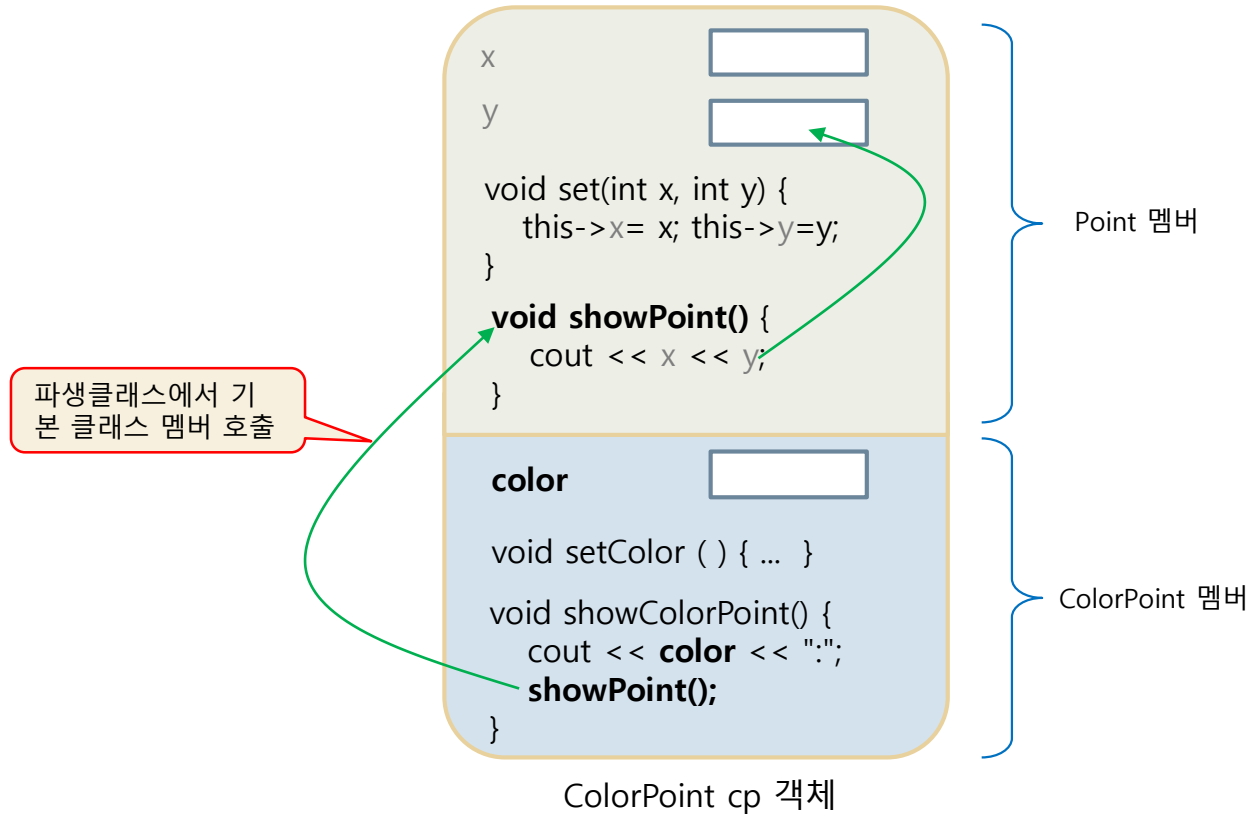 x
y
void set(int x, int y) {
this->x= x; this->y=y;
}
void showPoint() {
cout << x << y;
}
Point 멤버
파생클래스에서 기
본 클래스 멤버 호출
color
void setColor ( ) { ... }
void showColorPoint() {
cout << color << ":";
showPoint();
}
ColorPoint 멤버
ColorPoint cp 객체